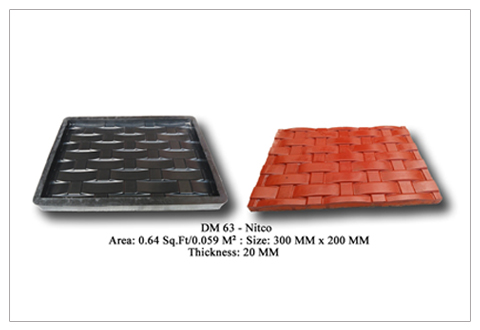 DM 63 - Nitco
Area: 0.64 Sq.Ft/0.059 M² : Size: 300 MM x 200 MM
Thickness: 20 MM